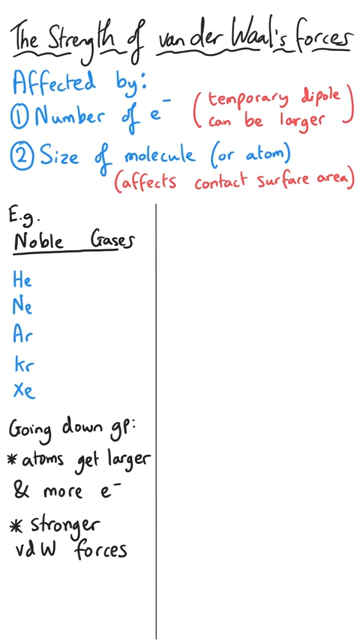 The Strength of van der Waal's forces
Affected by:
① Number of e⁻ (temporary dipole
can be larger)
② Size of molecule (or atom)
(affects contact surface area)
E.g.
Noble Gases
He
Ne
Ar
Kr
Xe
Going down gp:
* atoms get larger
& more e⁻
* stronger
vdW forces